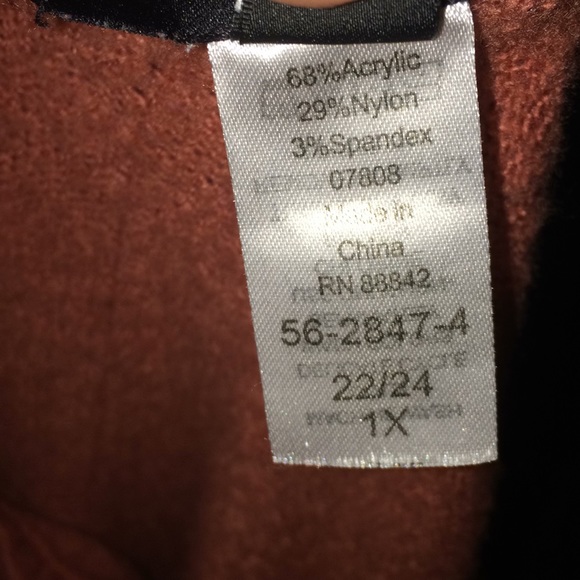 68%Acrylic
29%Nylon
3%Spandex
07808
Made in
China
RN 88842
56-2847-4
22/24
1X